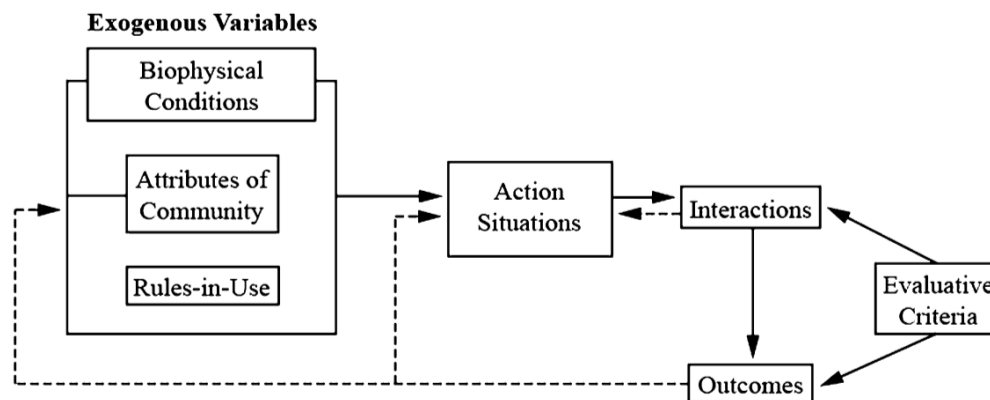 Exogenous Variables
Biophysical
Conditions
Attributes of
Community
Rules-in-Use
Action
Situations
Interactions
Evaluative
Criteria
Outcomes